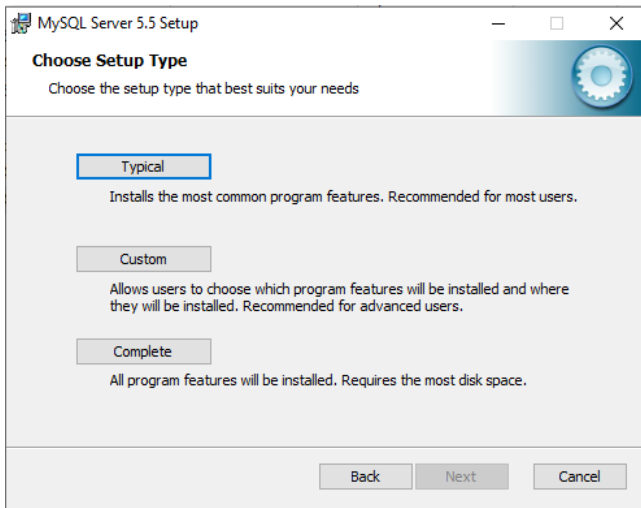 MySQL Server 5.5 Setup
Choose Setup Type
Choose the setup type that best suits your needs
Typical
Installs the most common program features. Recommended for most users.
Custom
Allows users to choose which program features will be installed and where
they will be installed. Recommended for advanced users.
Complete
All program features will be installed. Requires the most disk space.
Back
Next
Cancel